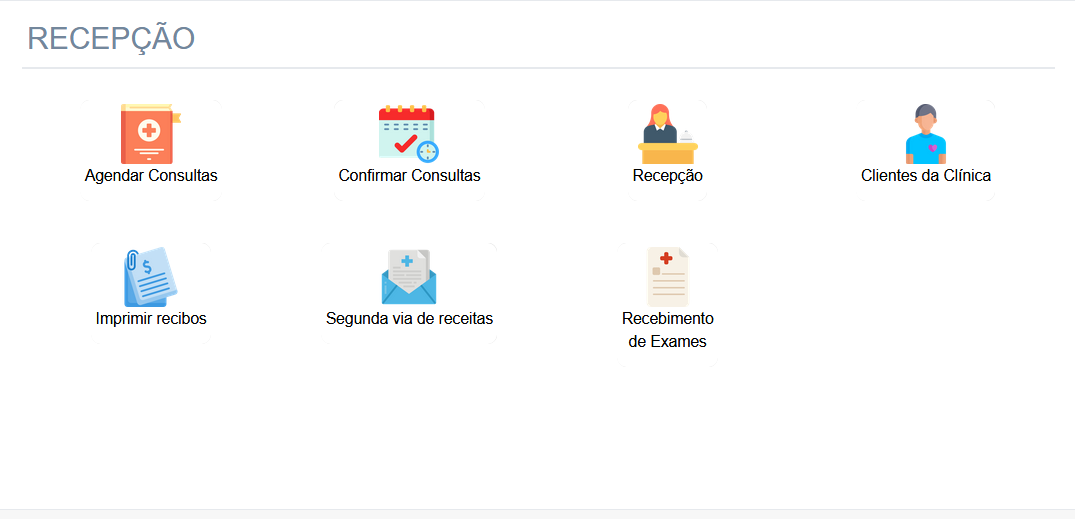 RECEPÇÃO
Agendar Consultas
Confirmar Consultas
Recepção
Clientes da Clínica
Imprimir recibos
Segunda via de receitas
Recebimento
de Exames